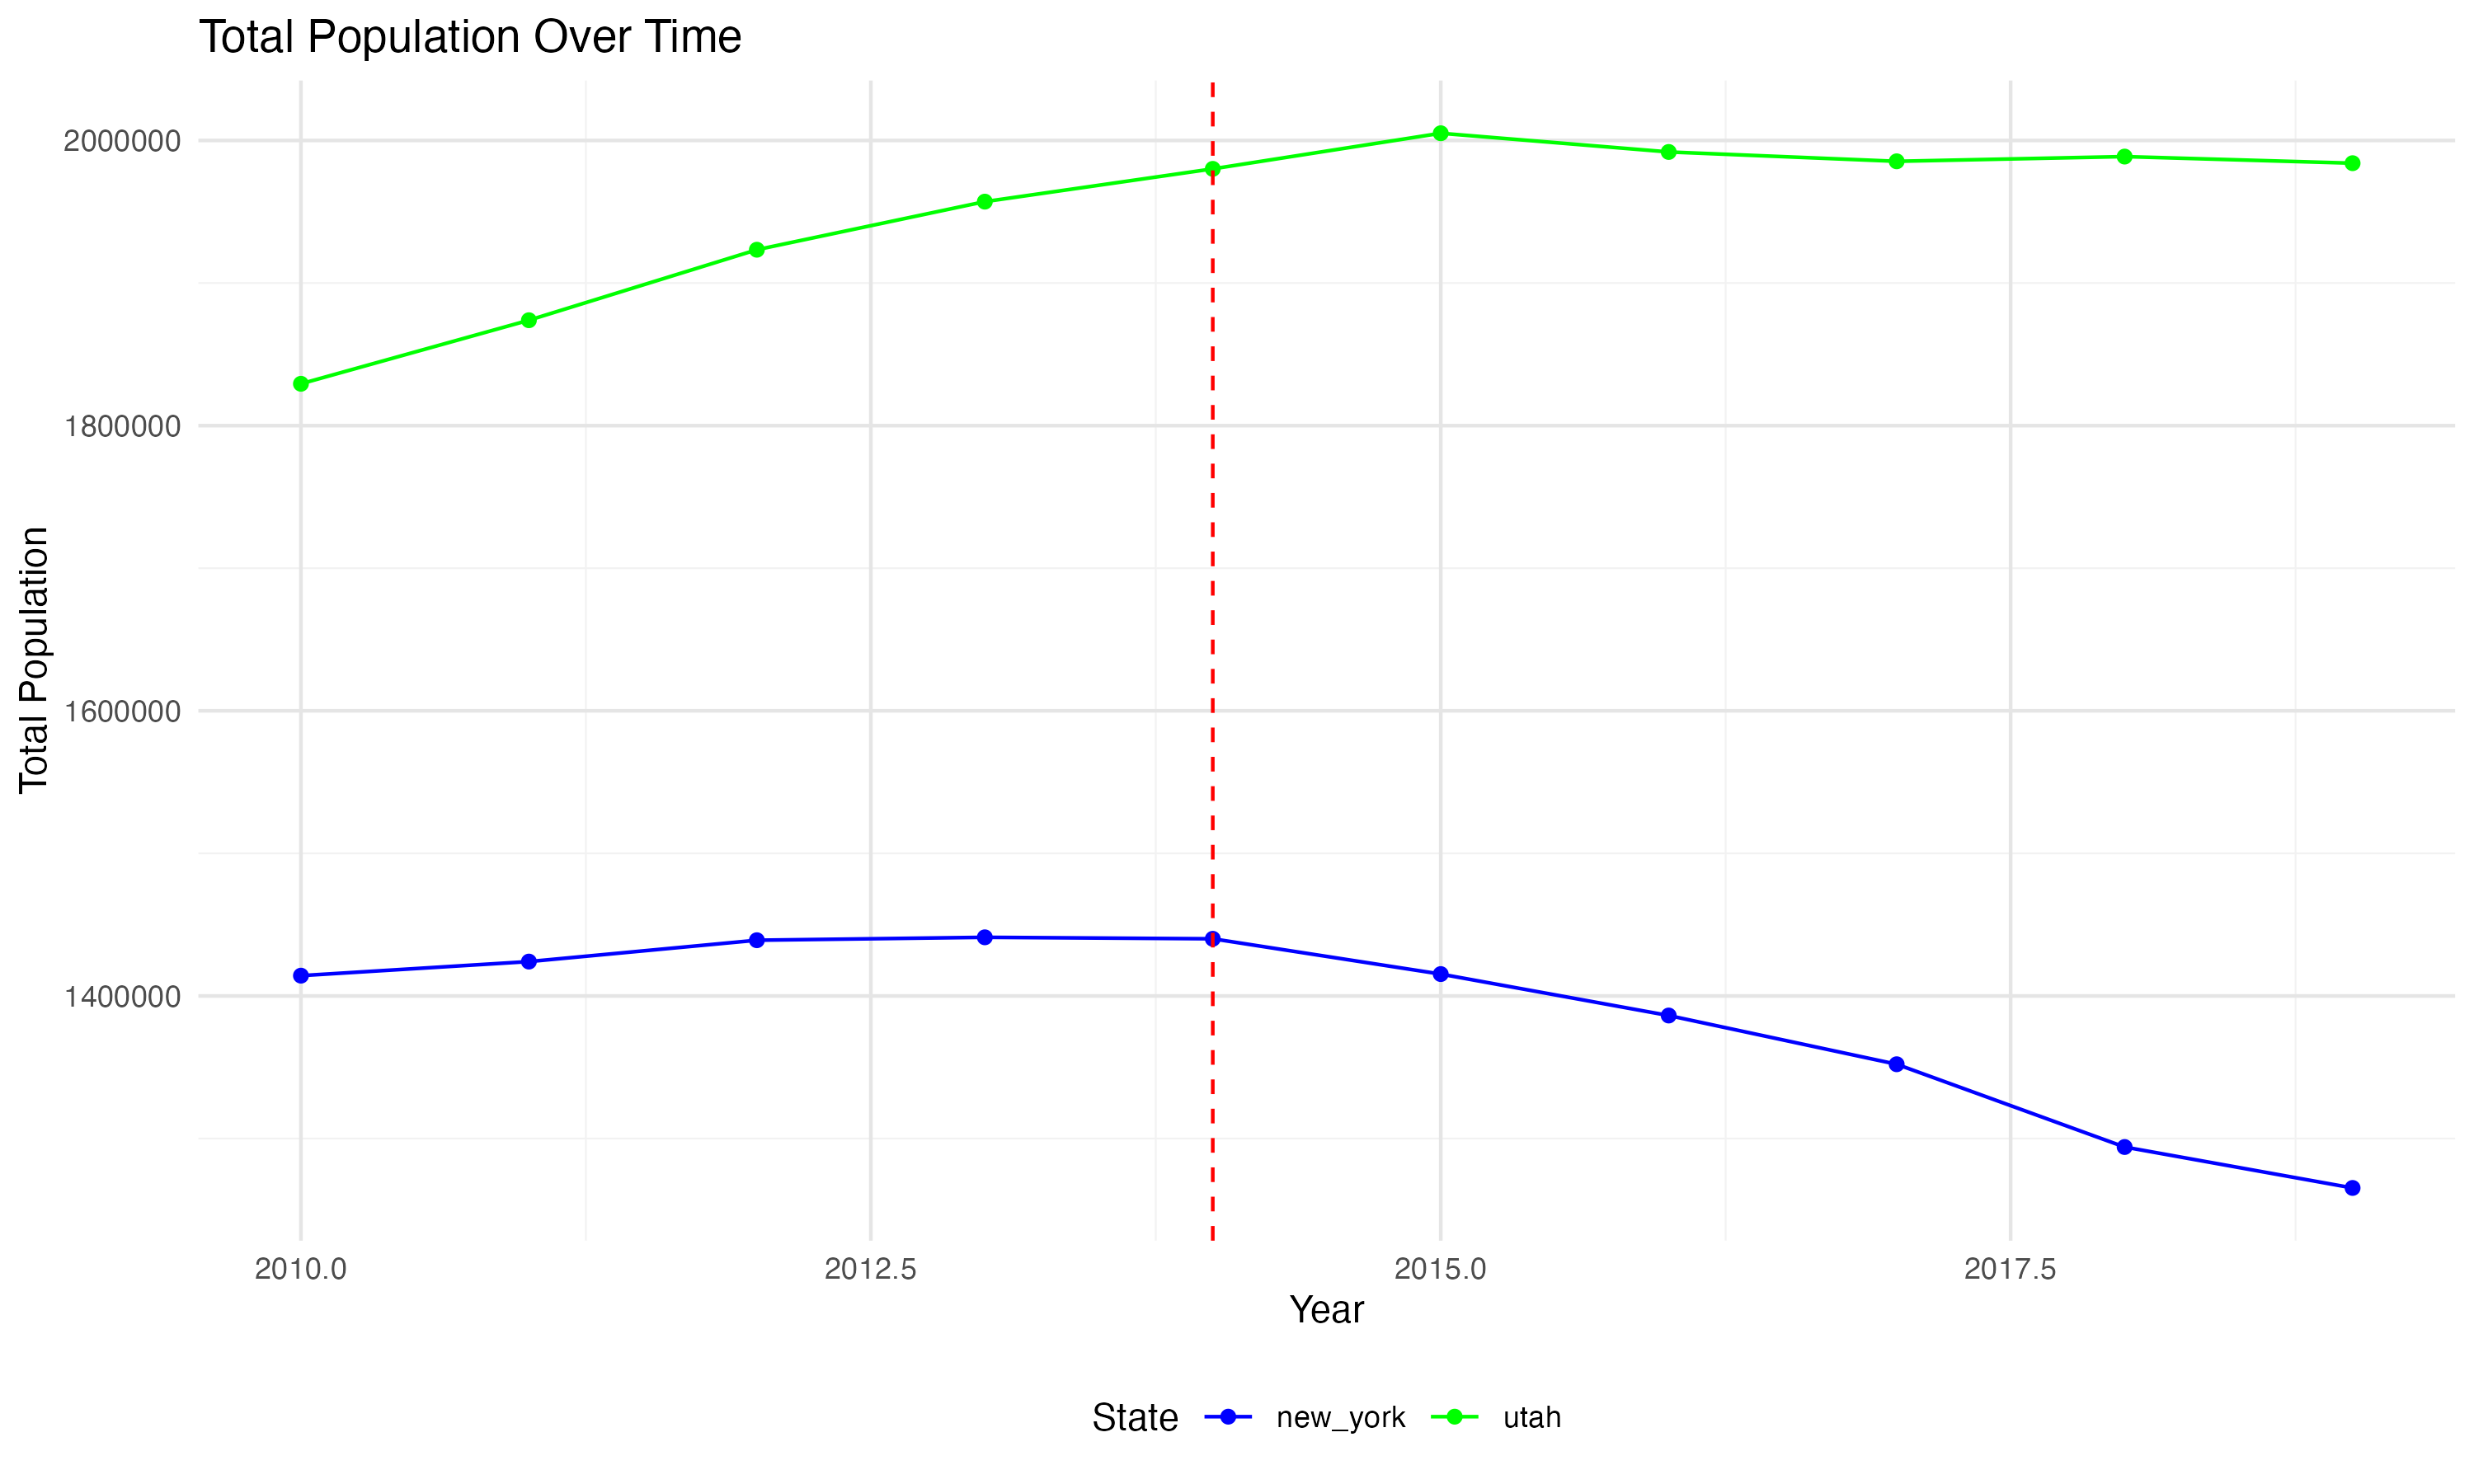 Total Population Over Time
Total Population
2000000
1800000
1600000
1400000
2010.0 2012.5 2015.0 2017.5
Year
State new_york utah